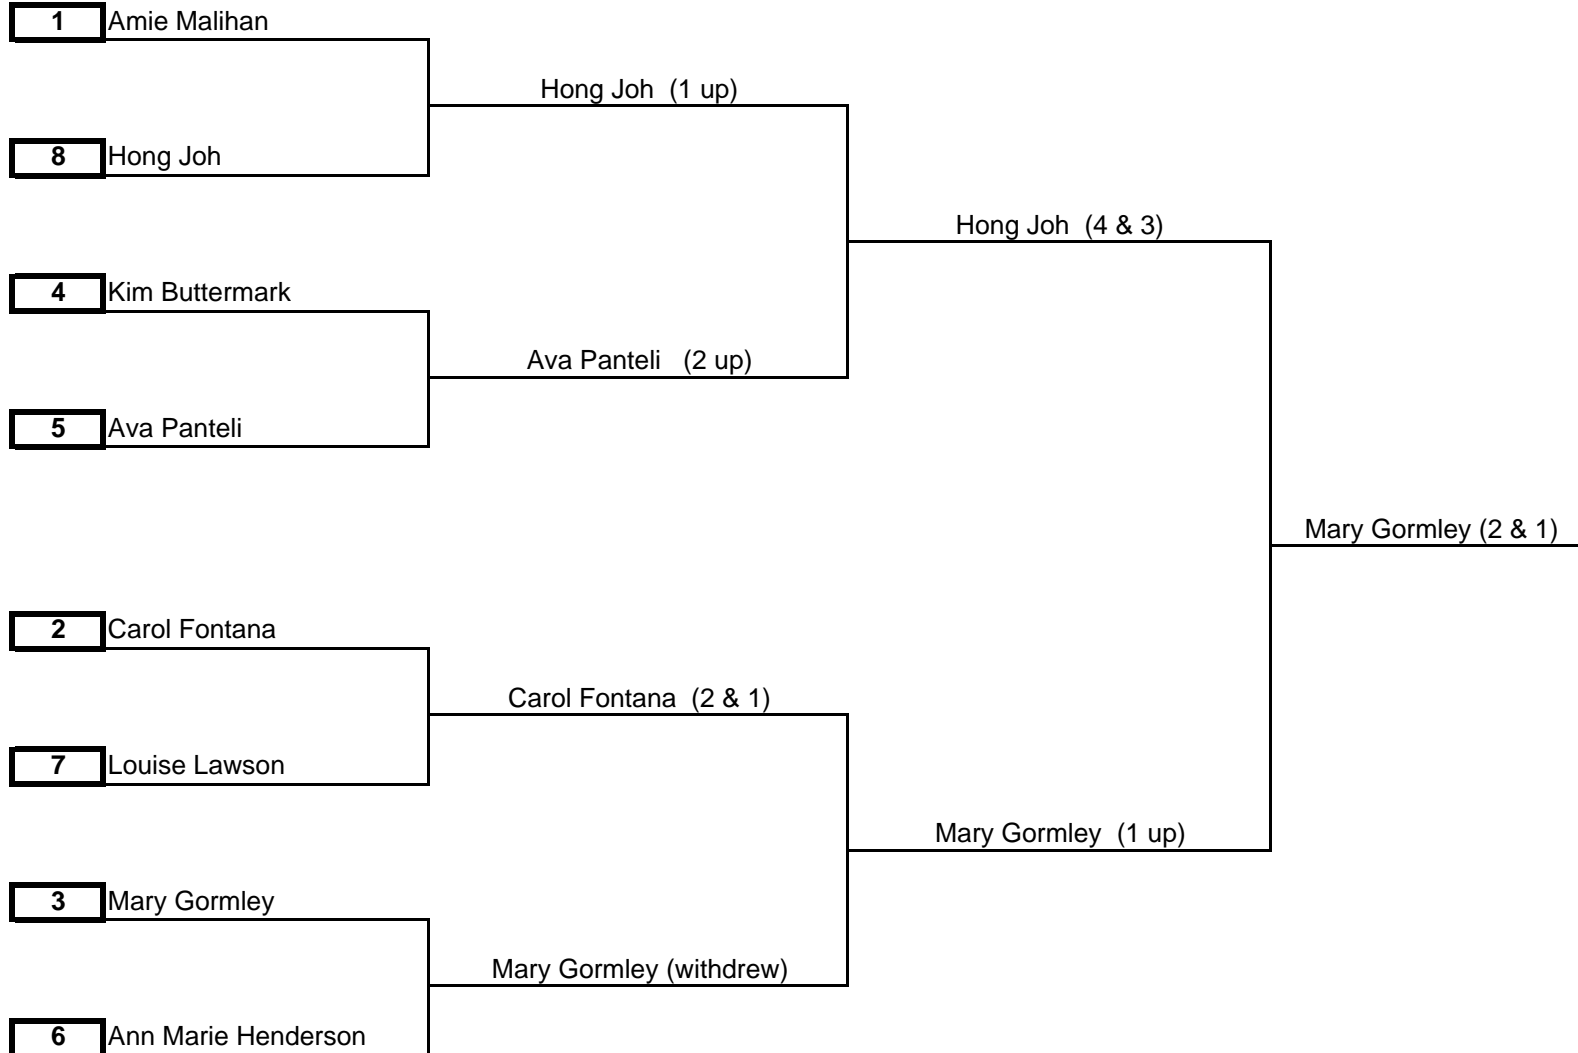 1 Amie Malihan
Hong Joh (1 up)
8 Hong Joh
Hong Joh (4 & 3)
4 Kim Buttermark
Ava Panteli (2 up)
5 Ava Panteli
Mary Gormley (2 & 1)
2 Carol Fontana
Carol Fontana (2 & 1)
7 Louise Lawson
Mary Gormley (1 up)
3 Mary Gormley
Mary Gormley (withdrew)
6 Ann Marie Henderson